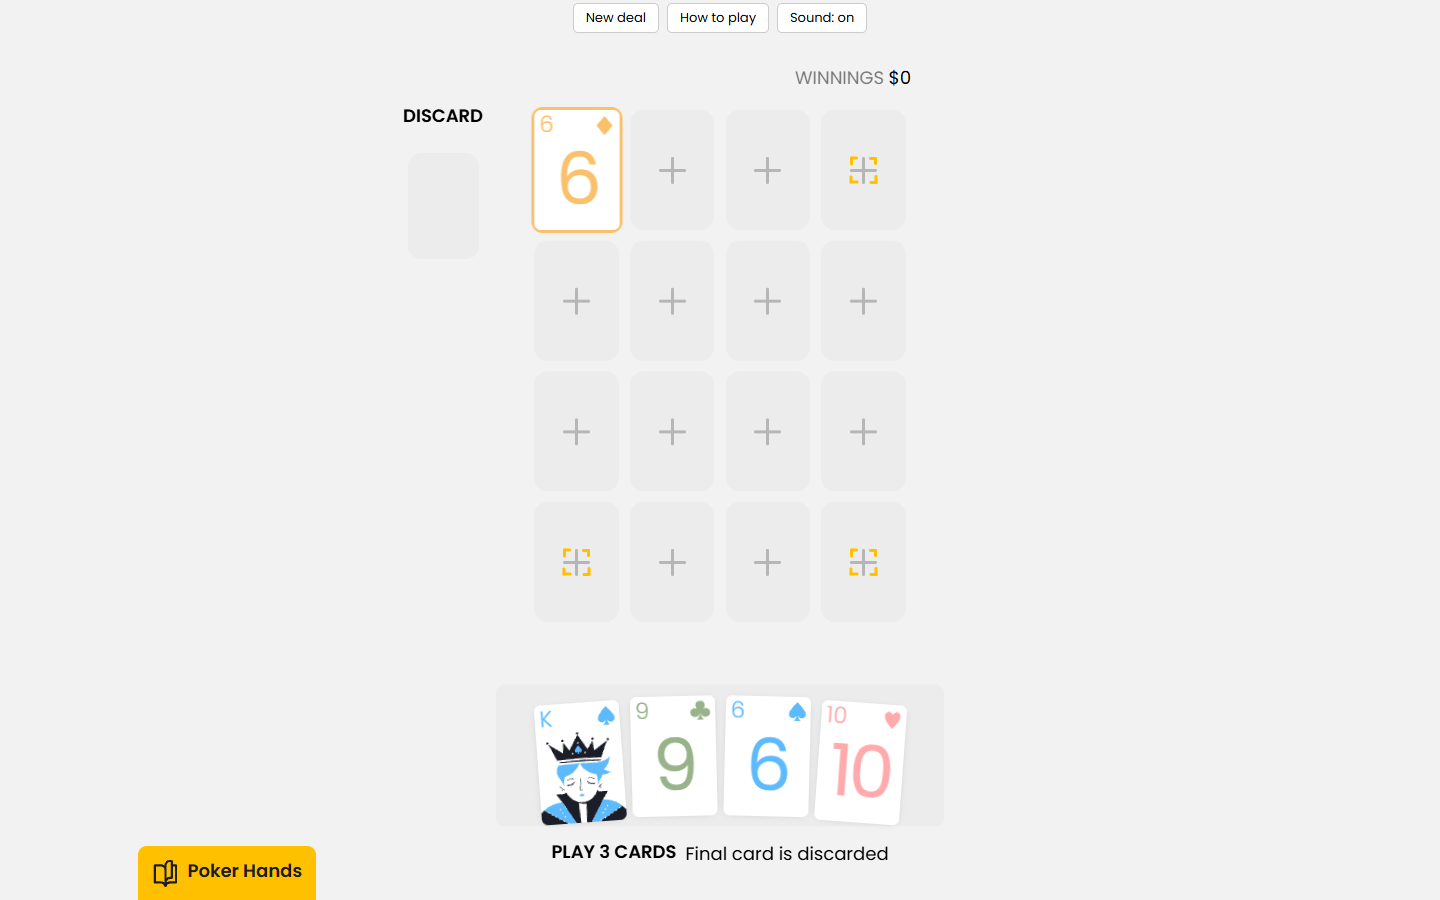 New deal How to play Sound: on
WINNINGS $0
DISCARD
6
6
K 9 6 10
9 6 10
PLAY 3 CARDS Final card is discarded
Poker Hands